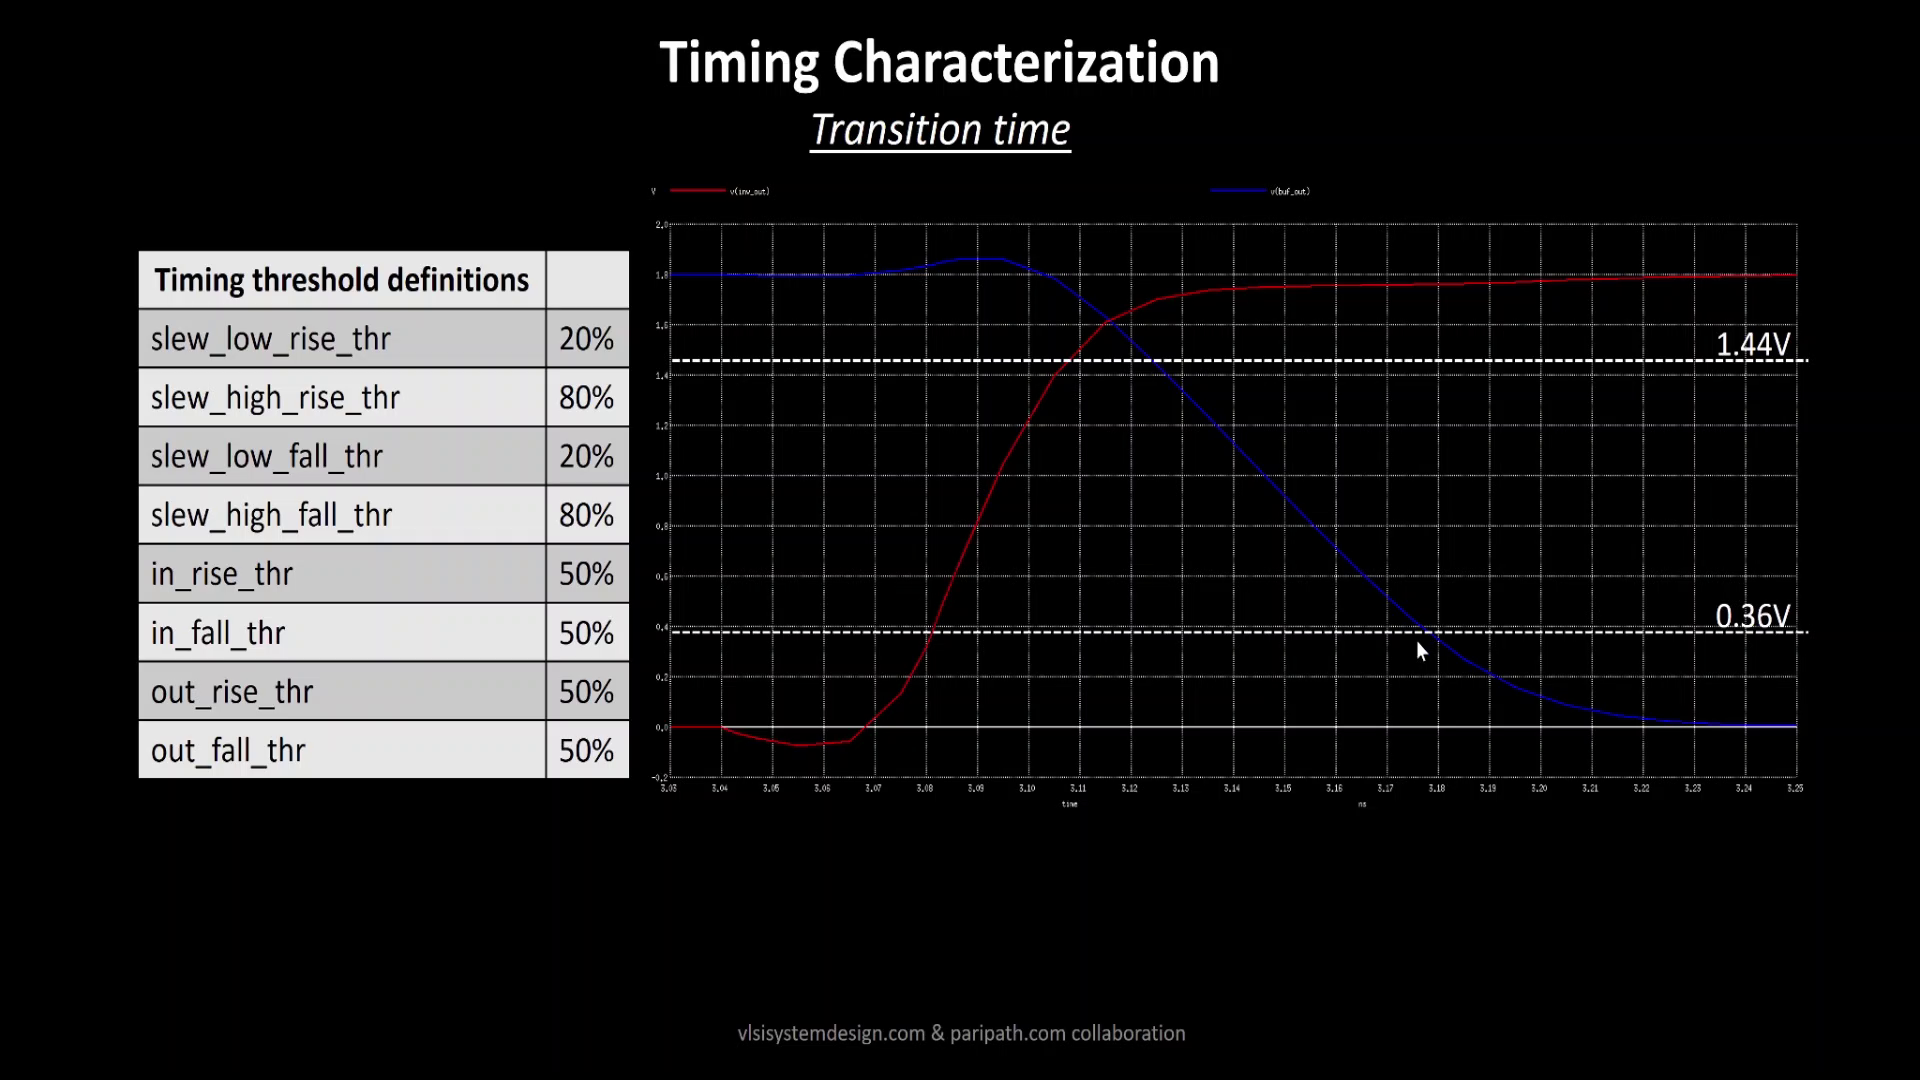 Timing Characterization
Transition time
V v(inv_out) v(buf_out)
Timing threshold definitions
slew_low_rise_thr 20%
slew_high_rise_thr 80%
slew_low_fall_thr 20%
slew_high_fall_thr 80%
in_rise_thr 50%
in_fall_thr 50%
out_rise_thr 50%
out_fall_thr 50%
2.0
1.8
1.6
1.44V
1.4
1.2
1.0
0.8
0.6
0.36V
0.4
0.2
0.0
-0.2
3.03 3.04 3.05 3.06 3.07 3.08 3.09 3.10 3.11 3.12 3.13 3.14 3.15 3.16 3.17 3.18 3.19 3.20 3.21 3.22 3.23 3.24 3.25
time ns
vlsisystemdesign.com & paripath.com collaboration